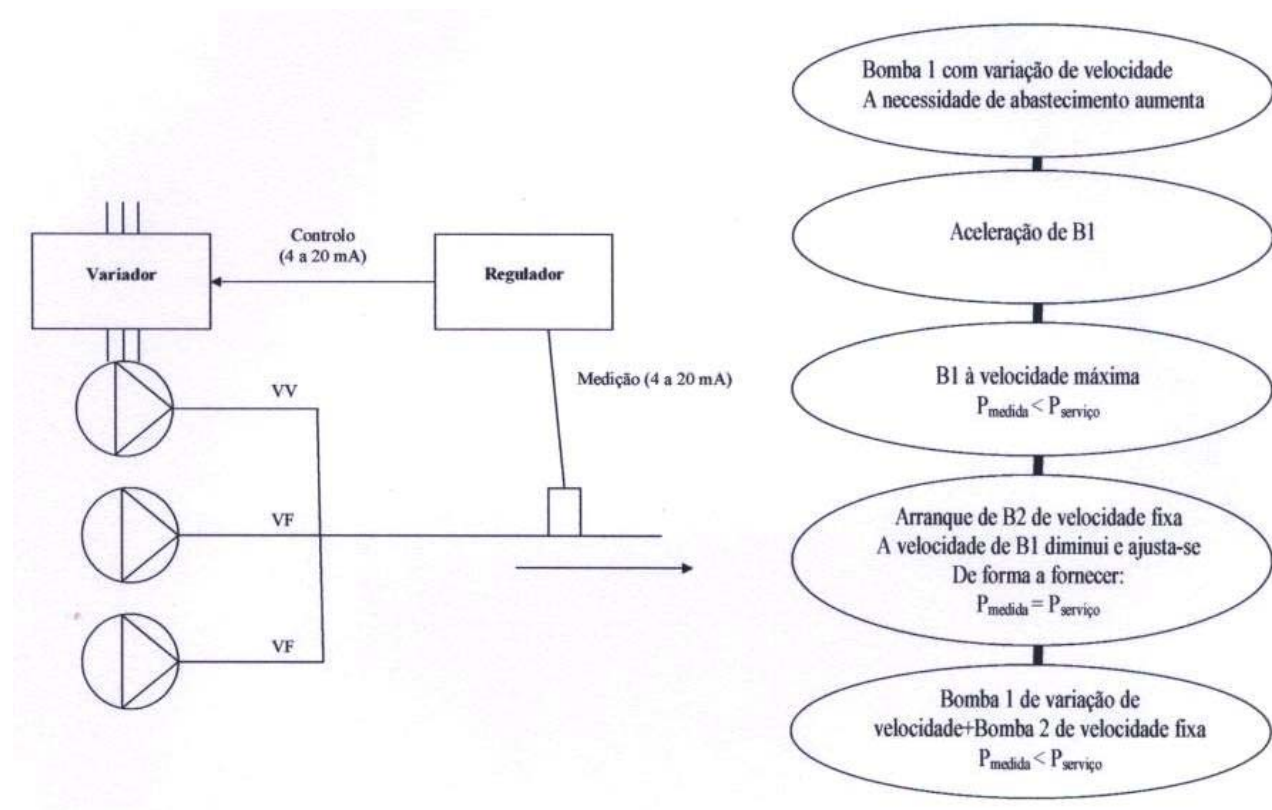 Controlo
(4 a 20 mA)
Variador
Regulador
Medição (4 a 20 mA)
VV
VF
VF
Bomba 1 com variação de velocidade
A necessidade de abastecimento aumenta
Aceleração de B1
B1 à velocidade máxima
Pmedida < Pserviço
Arranque de B2 de velocidade fixa
A velocidade de B1 diminui e ajusta-se
De forma a fornecer:
Pmedida = Pserviço
Bomba 1 de variação de
velocidade+Bomba 2 de velocidade fixa
Pmedida < Pserviço